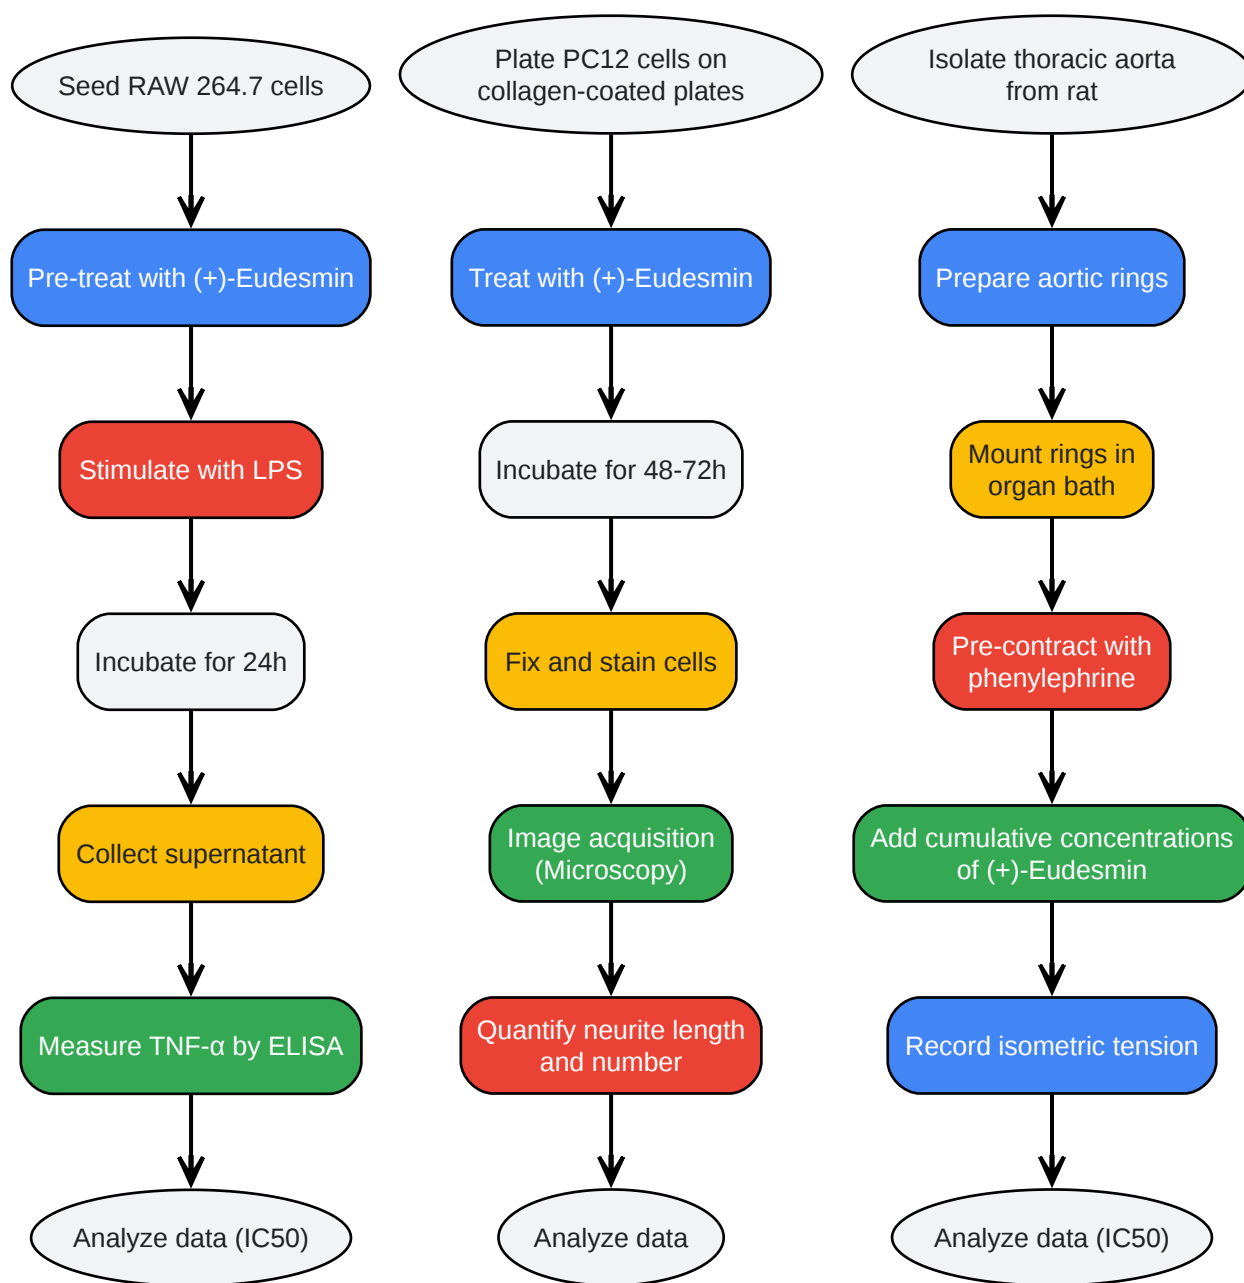 Seed RAW 264.7 cells
Pre-treat with (+)-Eudesmin
Stimulate with LPS
Incubate for 24h
Collect supernatant
Measure TNF-α by ELISA
Analyze data (IC50)
Plate PC12 cells on
collagen-coated plates
Treat with (+)-Eudesmin
Incubate for 48-72h
Fix and stain cells
Image acquisition
(Microscopy)
Quantify neurite length
and number
Analyze data
Isolate thoracic aorta
from rat
Prepare aortic rings
Mount rings in
organ bath
Pre-contract with
phenylephrine
Add cumulative concentrations
of (+)-Eudesmin
Record isometric tension
Analyze data (IC50)